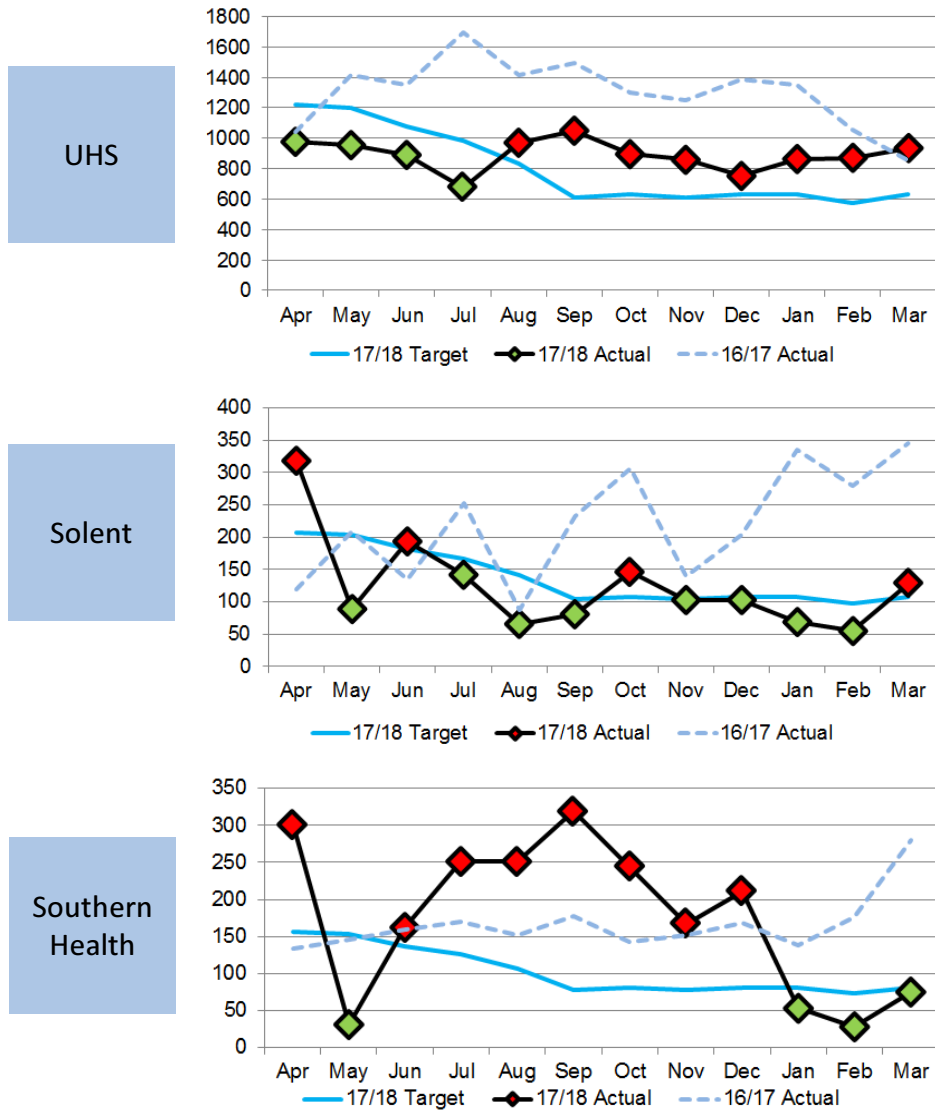 UHS
1800
1600
1400
1200
1000
800
600
400
200
0
Apr May Jun Jul Aug Sep Oct Nov Dec Jan Feb Mar
17/18 Target 17/18 Actual 16/17 Actual
Solent
400
350
300
250
200
150
100
50
0
Apr May Jun Jul Aug Sep Oct Nov Dec Jan Feb Mar
17/18 Target 17/18 Actual 16/17 Actual
Southern
Health
350
300
250
200
150
100
50
0
Apr May Jun Jul Aug Sep Oct Nov Dec Jan Feb Mar
17/18 Target 17/18 Actual 16/17 Actual